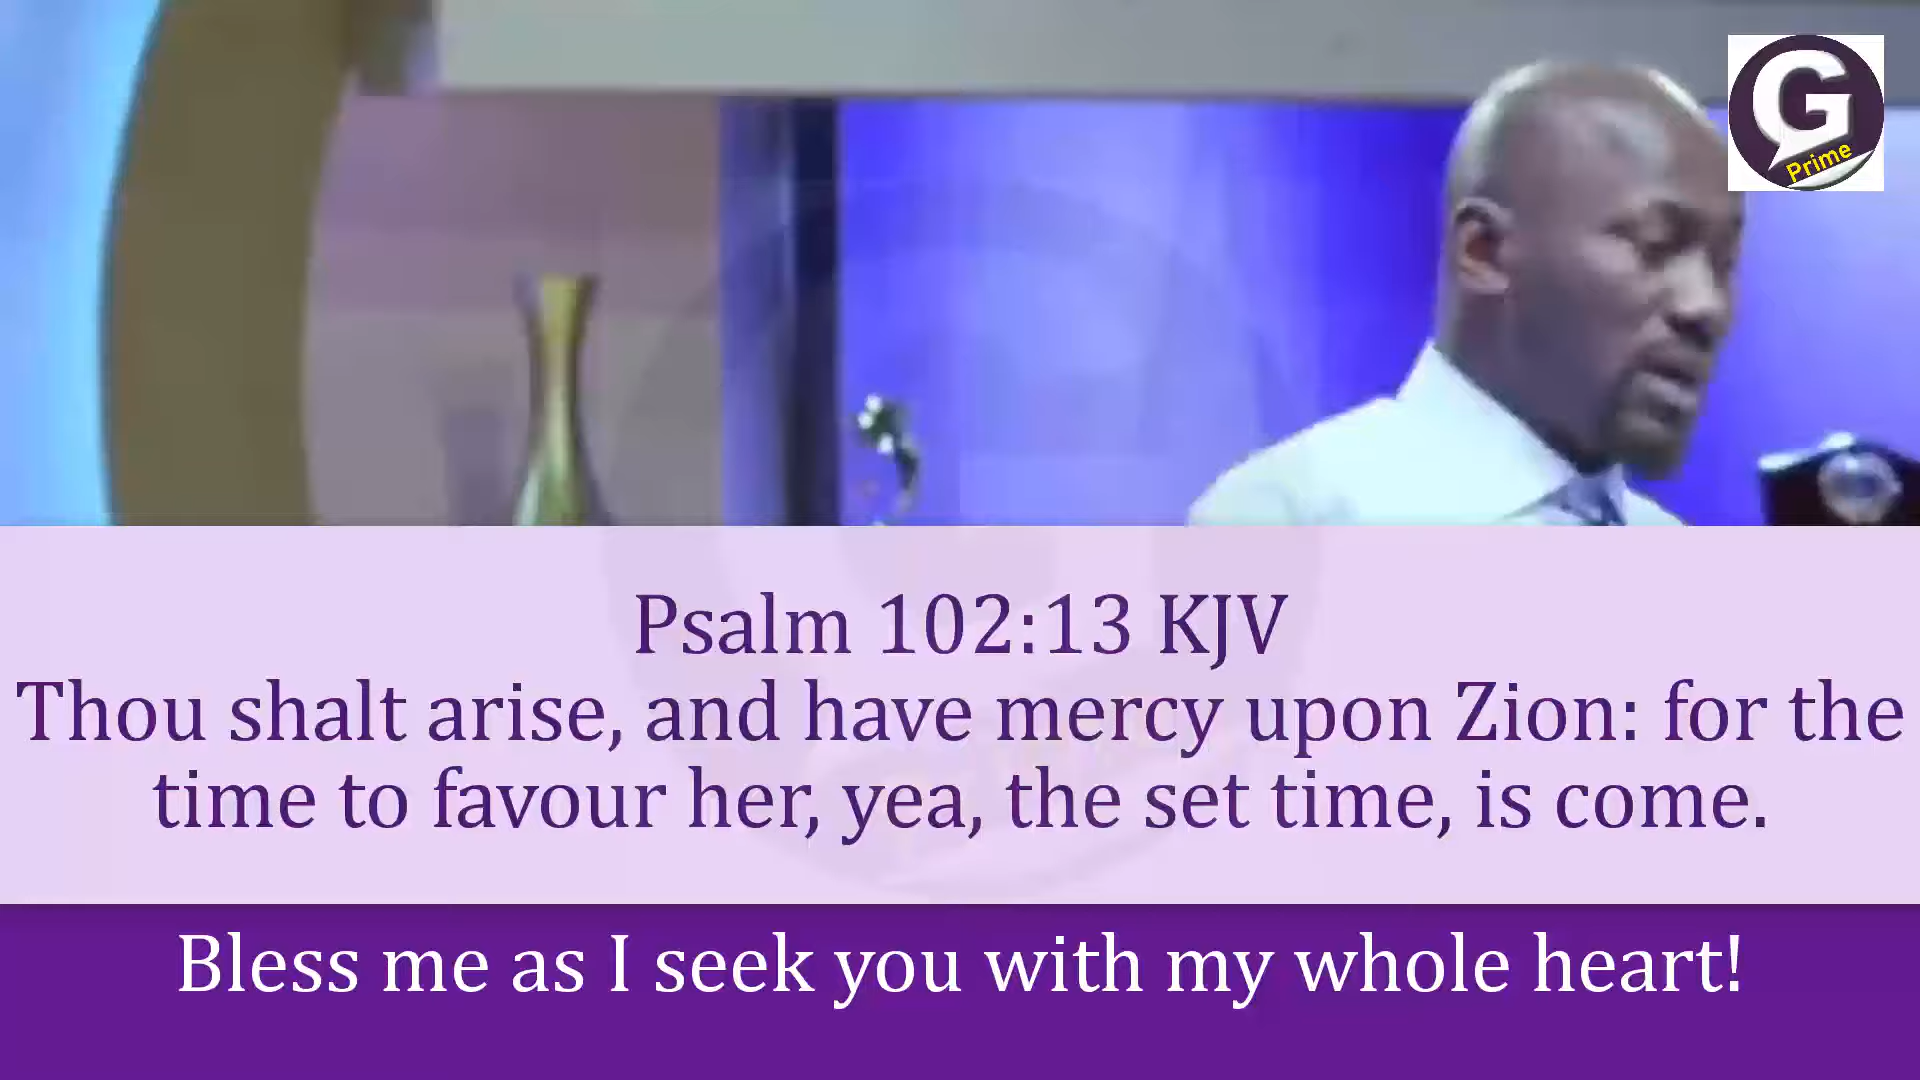 G
Prime
Psalm 102:13 KJV
Thou shalt arise, and have mercy upon Zion: for the
time to favour her, yea, the set time, is come.
Bless me as I seek you with my whole heart!